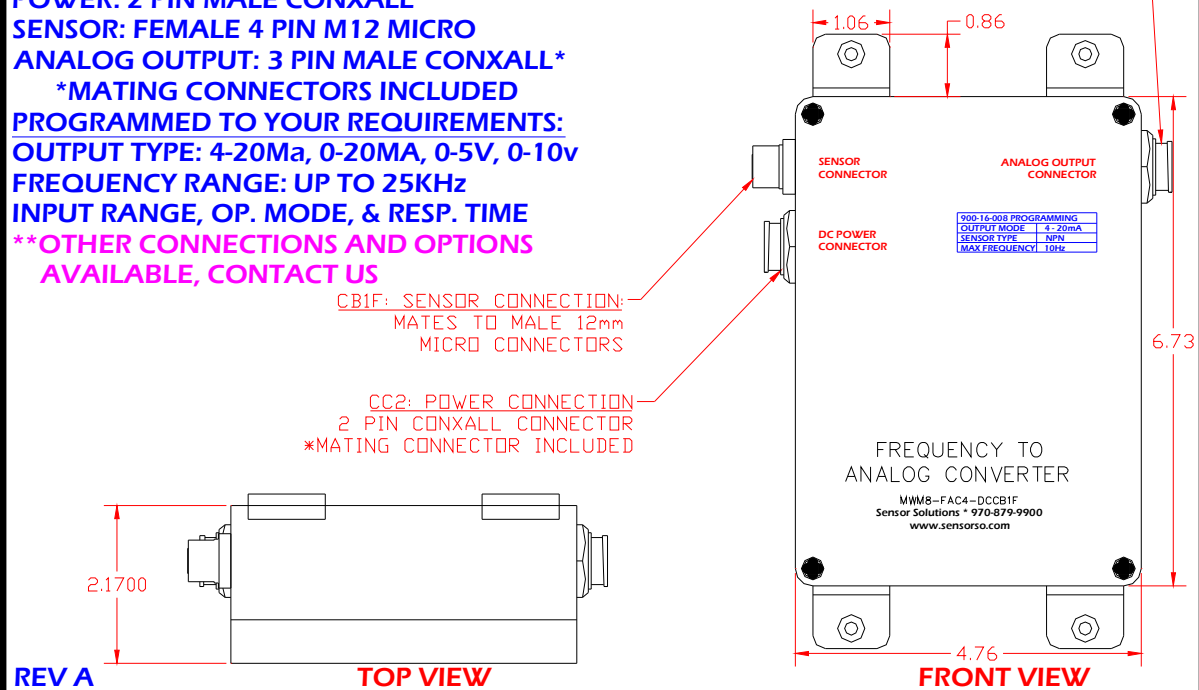 POWER: 2 PIN MALE CONXALL
SENSOR: FEMALE 4 PIN M12 MICRO
ANALOG OUTPUT: 3 PIN MALE CONXALL*
*MATING CONNECTORS INCLUDED
PROGRAMMED TO YOUR REQUIREMENTS:
OUTPUT TYPE: 4-20Ma, 0-20MA, 0-5V, 0-10v
FREQUENCY RANGE: UP TO 25KHz
INPUT RANGE, OP. MODE, & RESP. TIME
**OTHER CONNECTIONS AND OPTIONS
AVAILABLE, CONTACT US
CB1F: SENSOR CONNECTION:
MATES TO MALE 12mm
MICRO CONNECTORS
CC2: POWER CONNECTION
2 PIN CONXALL CONNECTOR
*MATING CONNECTOR INCLUDED
1.06
0.86
SENSOR
CONNECTOR
ANALOG OUTPUT
CONNECTOR
DC POWER
CONNECTOR
900-16-008 PROGRAMMING
OUTPUT MODE 4 - 20mA
SENSOR TYPE NPN
MAX FREQUENCY 10Hz
6.73
FREQUENCY TO
ANALOG CONVERTER
MWM8-FAC4-DCCB1F
Sensor Solutions * 970-879-9900
www.sensorso.com
4.76
FRONT VIEW
2.1700
TOP VIEW
REV A